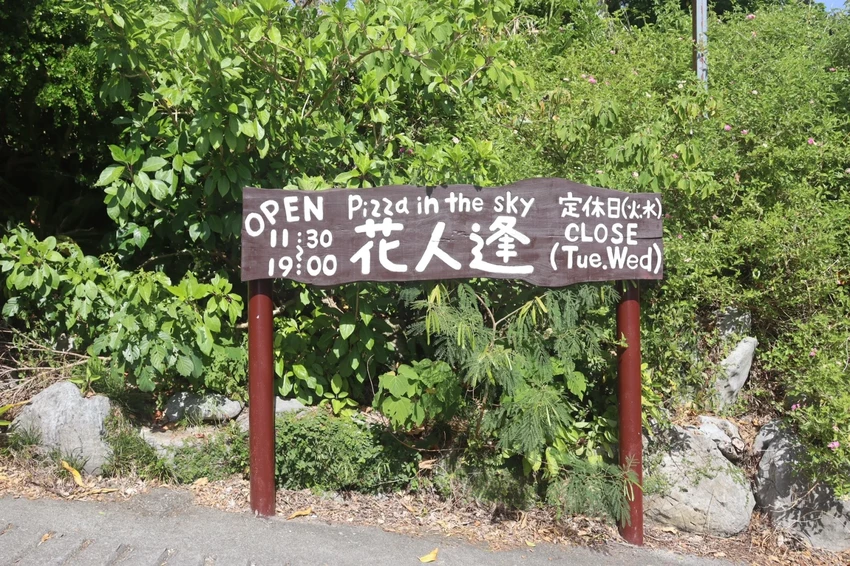 OPEN
11:30
〜
19:00
Pizza in the sky
花人逢
定休日(火.水)
CLOSE
(Tue.Wed)